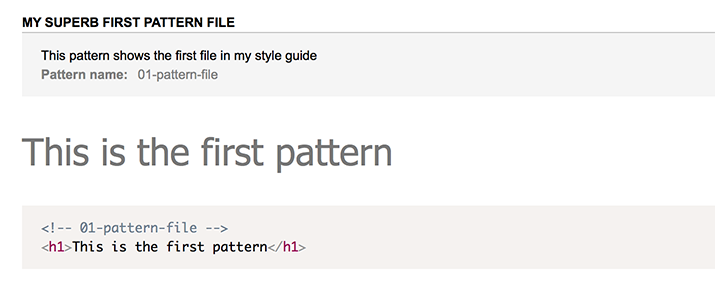 MY SUPERB FIRST PATTERN FILE
This pattern shows the first file in my style guide
Pattern name: 01-pattern-file
This is the first pattern
<!-- 01-pattern-file -->
<h1>This is the first pattern</h1>